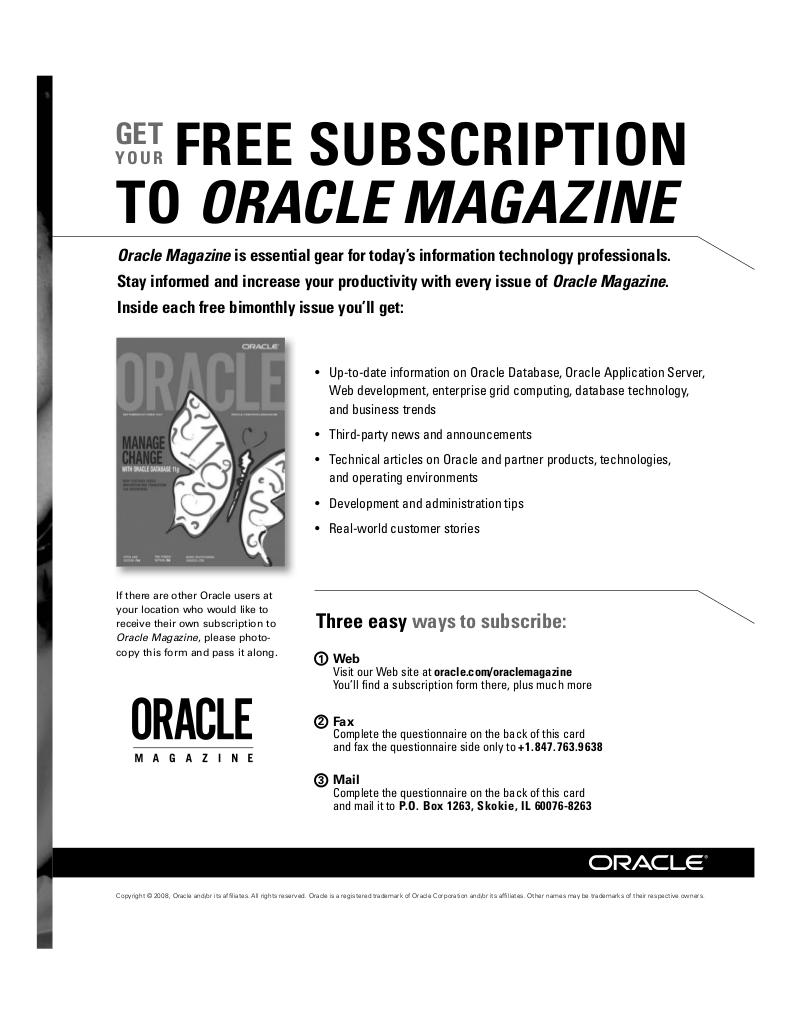 GET
YOUR
FREE SUBSCRIPTION
TO ORACLE MAGAZINE
Oracle Magazine is essential gear for today's information technology professionals.
Stay informed and increase your productivity with every issue of Oracle Magazine.
Inside each free bimonthly issue you'll get:
ORACLE
ORACLE
MANAGE
CHANGE
WITH ORACLE DATABASE 11g
• Up-to-date information on Oracle Database, Oracle Application Server,
Web development, enterprise grid computing, database technology,
and business trends
• Third-party news and announcements
• Technical articles on Oracle and partner products, technologies,
and operating environments
• Development and administration tips
• Real-world customer stories
If there are other Oracle users at
your location who would like to
receive their own subscription to
Oracle Magazine, please photo-
copy this form and pass it along.
ORACLE
MAGAZINE
Three easy ways to subscribe:
① Web
Visit our Web site at oracle.com/oraclemagazine
You'll find a subscription form there, plus much more
② Fax
Complete the questionnaire on the back of this card
and fax the questionnaire side only to +1.847.763.9638
③ Mail
Complete the questionnaire on the back of this card
and mail it to P.O. Box 1263, Skokie, IL 60076-8263
ORACLE®
Copyright © 2008, Oracle and/or its affiliates. All rights reserved. Oracle is a registered trademark of Oracle Corporation and/or its affiliates. Other names may be trademarks of their respective owners.